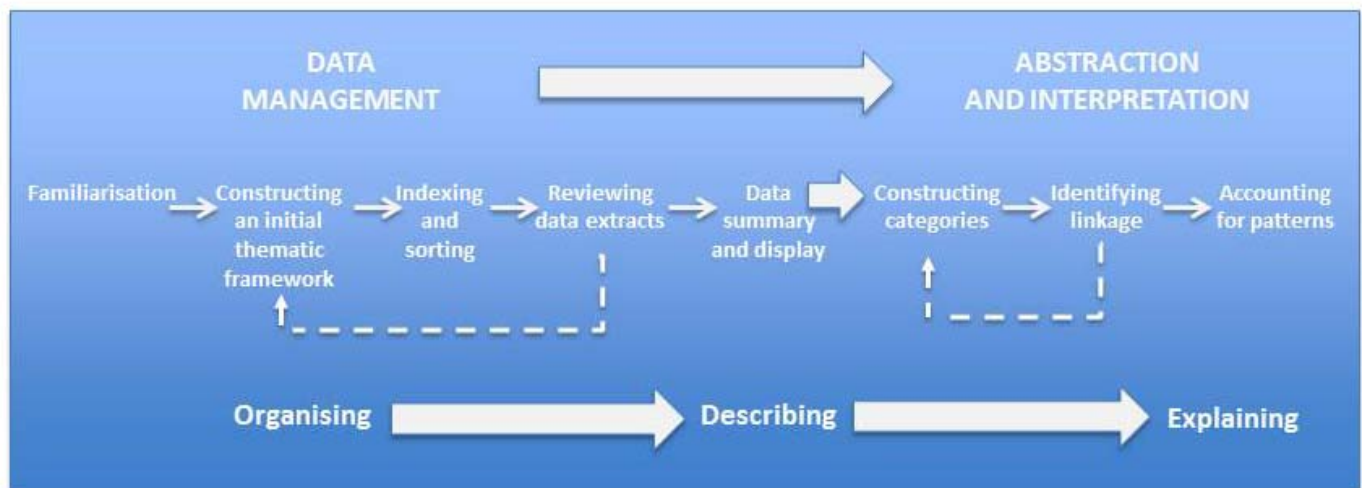 DATA
MANAGEMENT
ABSTRACTION
AND INTERPRETATION
Familiarisation
Constructing
an initial
thematic
framework
Indexing
and
sorting
Reviewing
data extracts
Data
summary
and display
Constructing
categories
Identifying
linkage
Accounting
for patterns
Organising
Describing
Explaining